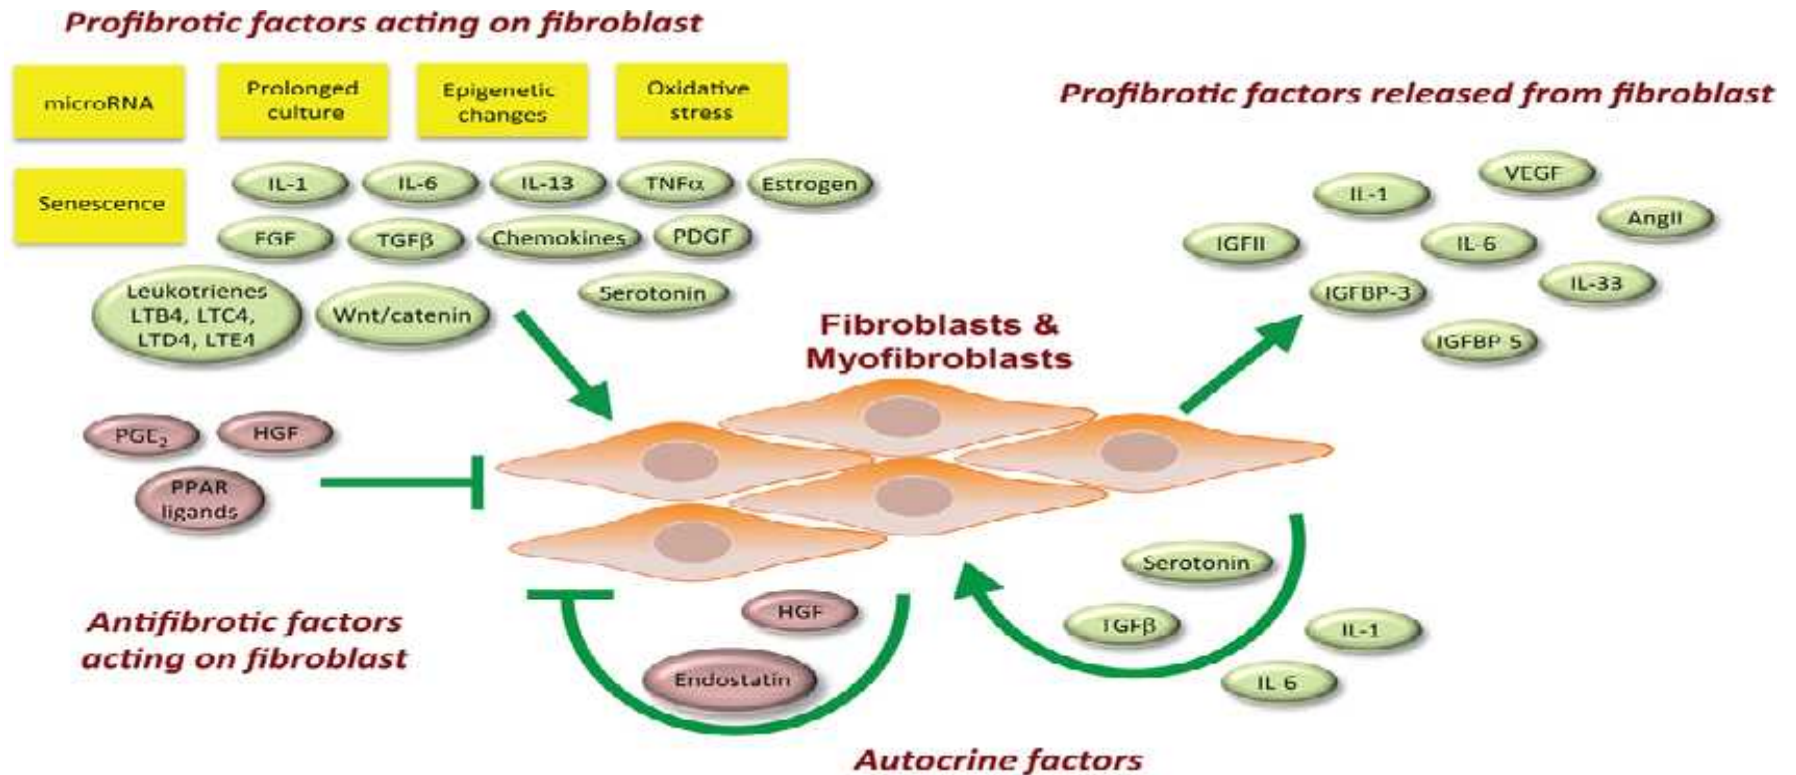 Profibrotic factors acting on fibroblast
microRNA
Prolonged
culture
Epigenetic
changes
Oxidative
stress
Senescence
IL-1
IL-6
IL-13
TNFα
Estrogen
FGF
TGFβ
Chemokines
PDGF
Leukotrienes
LTB4, LTC4,
LTD4, LTE4
Wnt/catenin
Serotonin
Profibrotic factors released from fibroblast
VEGF
IL-1
AngII
IGFII
IL 6
IL-33
IGFBP-3
IGFBP 5
Fibroblasts &
Myofibroblasts
PGE₂
HGF
PPAR
ligands
Antifibrotic factors
acting on fibroblast
HGF
Endostatin
Serotonin
TGFβ
IL-1
IL 6
Autocrine factors